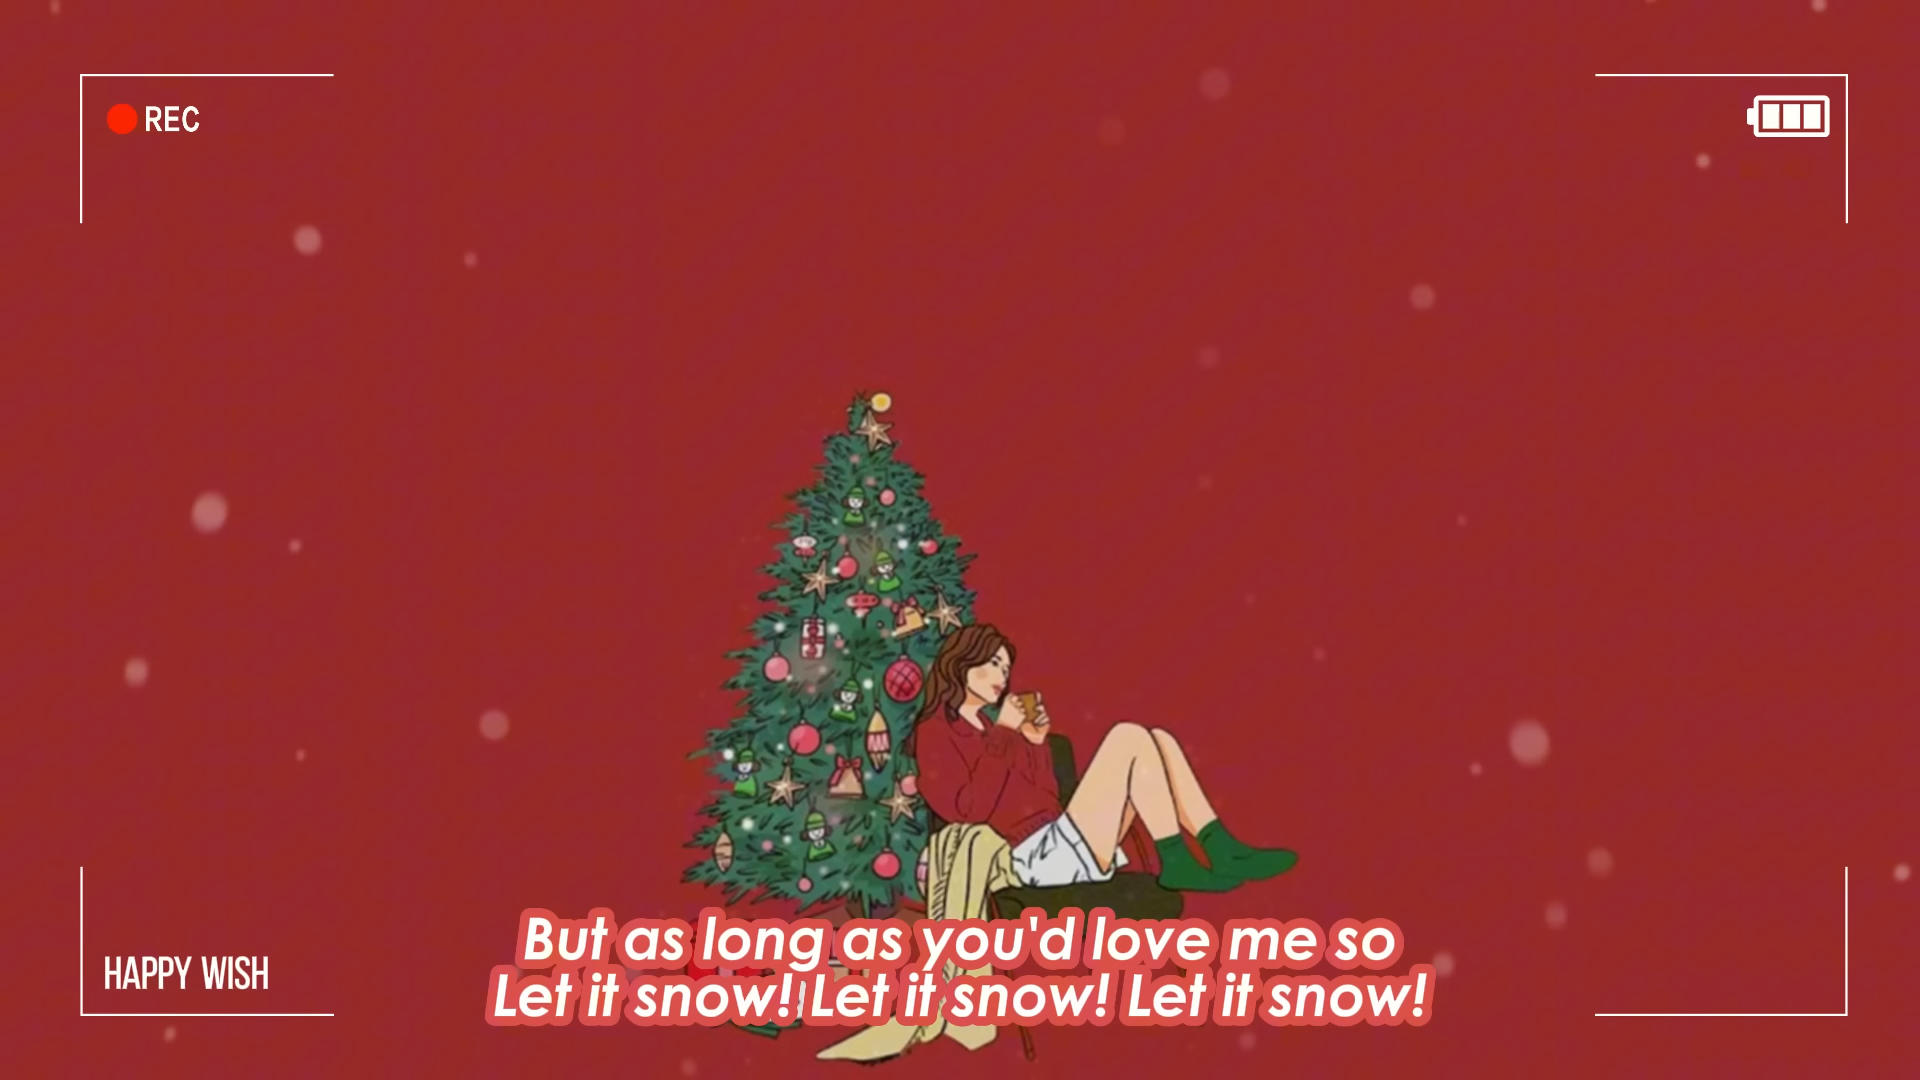 REC
HAPPY WISH
But as long as you'd love me so
Let it snow! Let it snow! Let it snow!